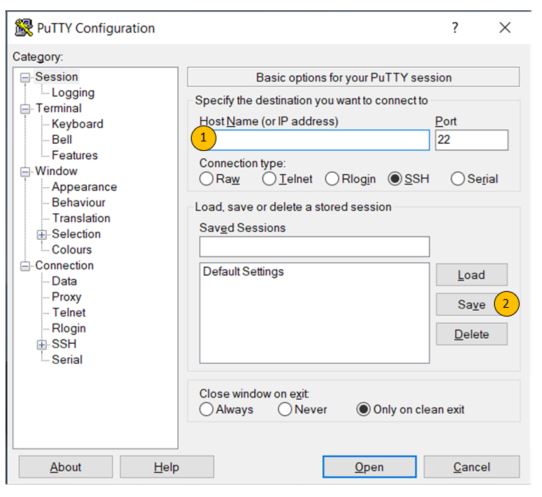 PuTTY Configuration
?
Category:
Session
Logging
Terminal
Keyboard
Bell
Features
Window
Appearance
Behaviour
Translation
Selection
Colours
Connection
Data
Proxy
Telnet
Rlogin
SSH
Serial
Basic options for your PuTTY session
Specify the destination you want to connect to
Host Name (or IP address) Port
1 22
Connection type:
Raw Telnet Rlogin SSH Serial
Load, save or delete a stored session
Saved Sessions
Default Settings Load
Save 2
Delete
Close window on exit:
Always Never Only on clean exit
About Help Open Cancel